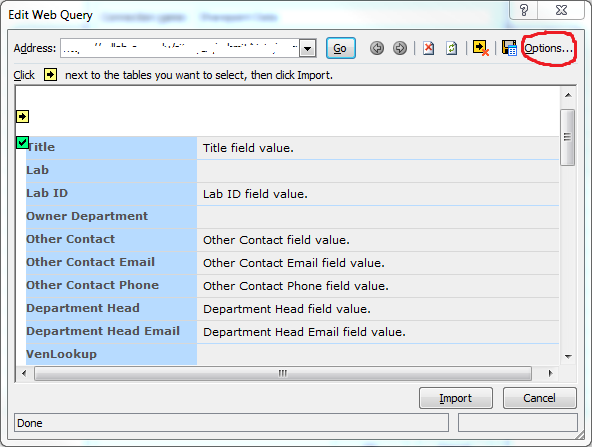 Edit Web Query
Address:
Go
Options...
Click next to the tables you want to select, then click Import.
Title Title field value.
Lab
Lab ID Lab ID field value.
Owner Department
Other Contact Other Contact field value.
Other Contact Email Other Contact Email field value.
Other Contact Phone Other Contact Phone field value.
Department Head Department Head field value.
Department Head Email Department Head Email field value.
VenLookup
Import Cancel
Done